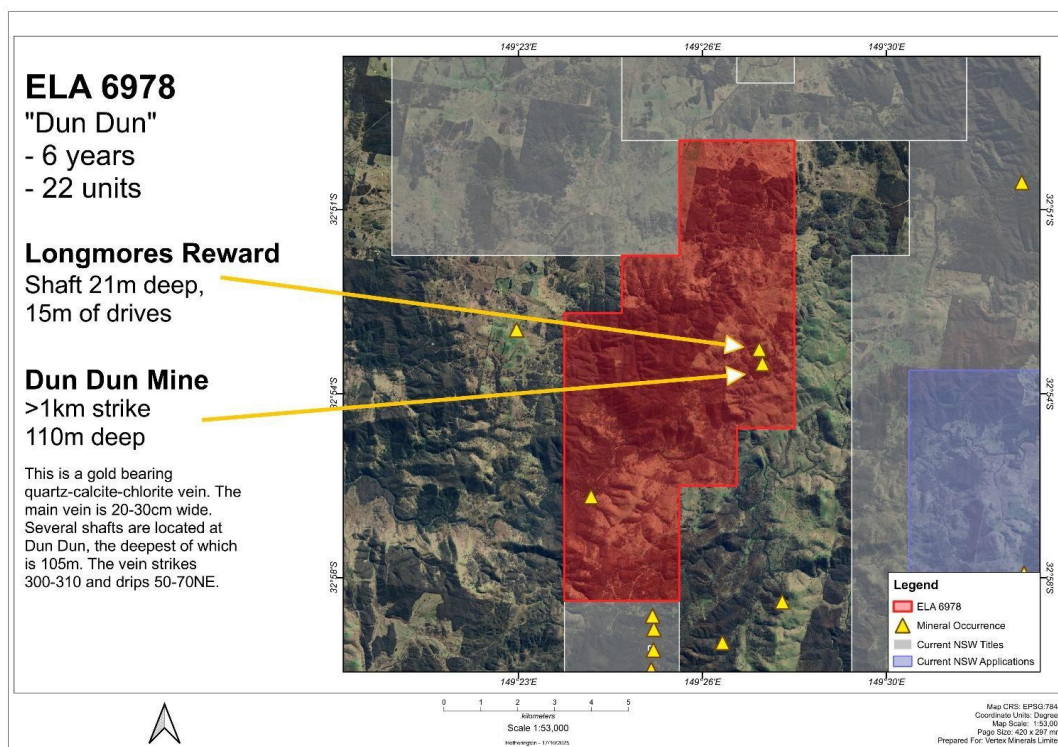 ELA 6978
"Dun Dun"
- 6 years
- 22 units
Longmores Reward
Shaft 21m deep,
15m of drives
Dun Dun Mine
>1km strike
110m deep
This is a gold bearing
quartz-calcite-chlorite vein. The
main vein is 20-30cm wide.
Several shafts are located at
Dun Dun, the deepest of which
is 105m. The vein strikes
300-310 and drips 50-70NE.
149°23'E
149°26'E
149°30'E
32°51'S
32°51'S
32°54'S
32°54'S
32°58'S
32°58'S
Legend
ELA 6978
Mineral Occurrence
Current NSW Titles
Current NSW Applications
149°23'E
149°26'E
149°30'E
0 1 2 3 4 5
kilometers
Scale 1:53,000
Hetherington - 17/10/2025
Map CRS: EPSG:784
Coordinate Units: Degree
Map Scale: 1:53,00
Page Size: 420 x 297 m
Prepared For: Vertex Minerals Limite